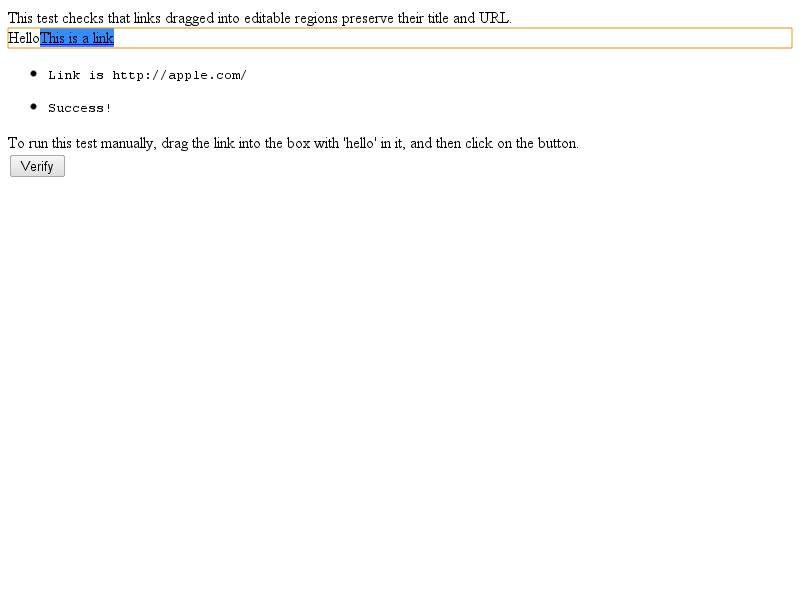 This test checks that links dragged into editable regions preserve their title and URL.
HelloThis is a link
Link is http://apple.com/
Success!
To run this test manually, drag the link into the box with 'hello' in it, and then click on the button.
Verify